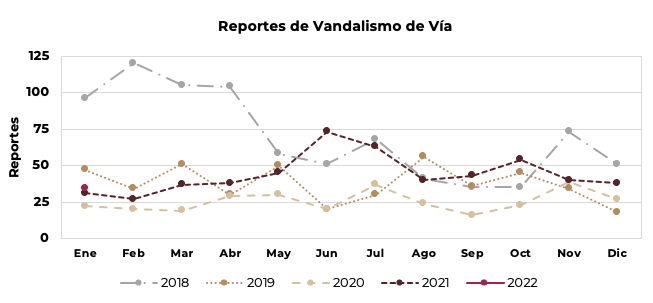 Reportes de Vandalismo de Vía
125
100
75
50
25
0
Reportes
Ene Feb Mar Abr May Jun Jul Ago Sep Oct Nov Dic
2018 2019 2020 2021 2022